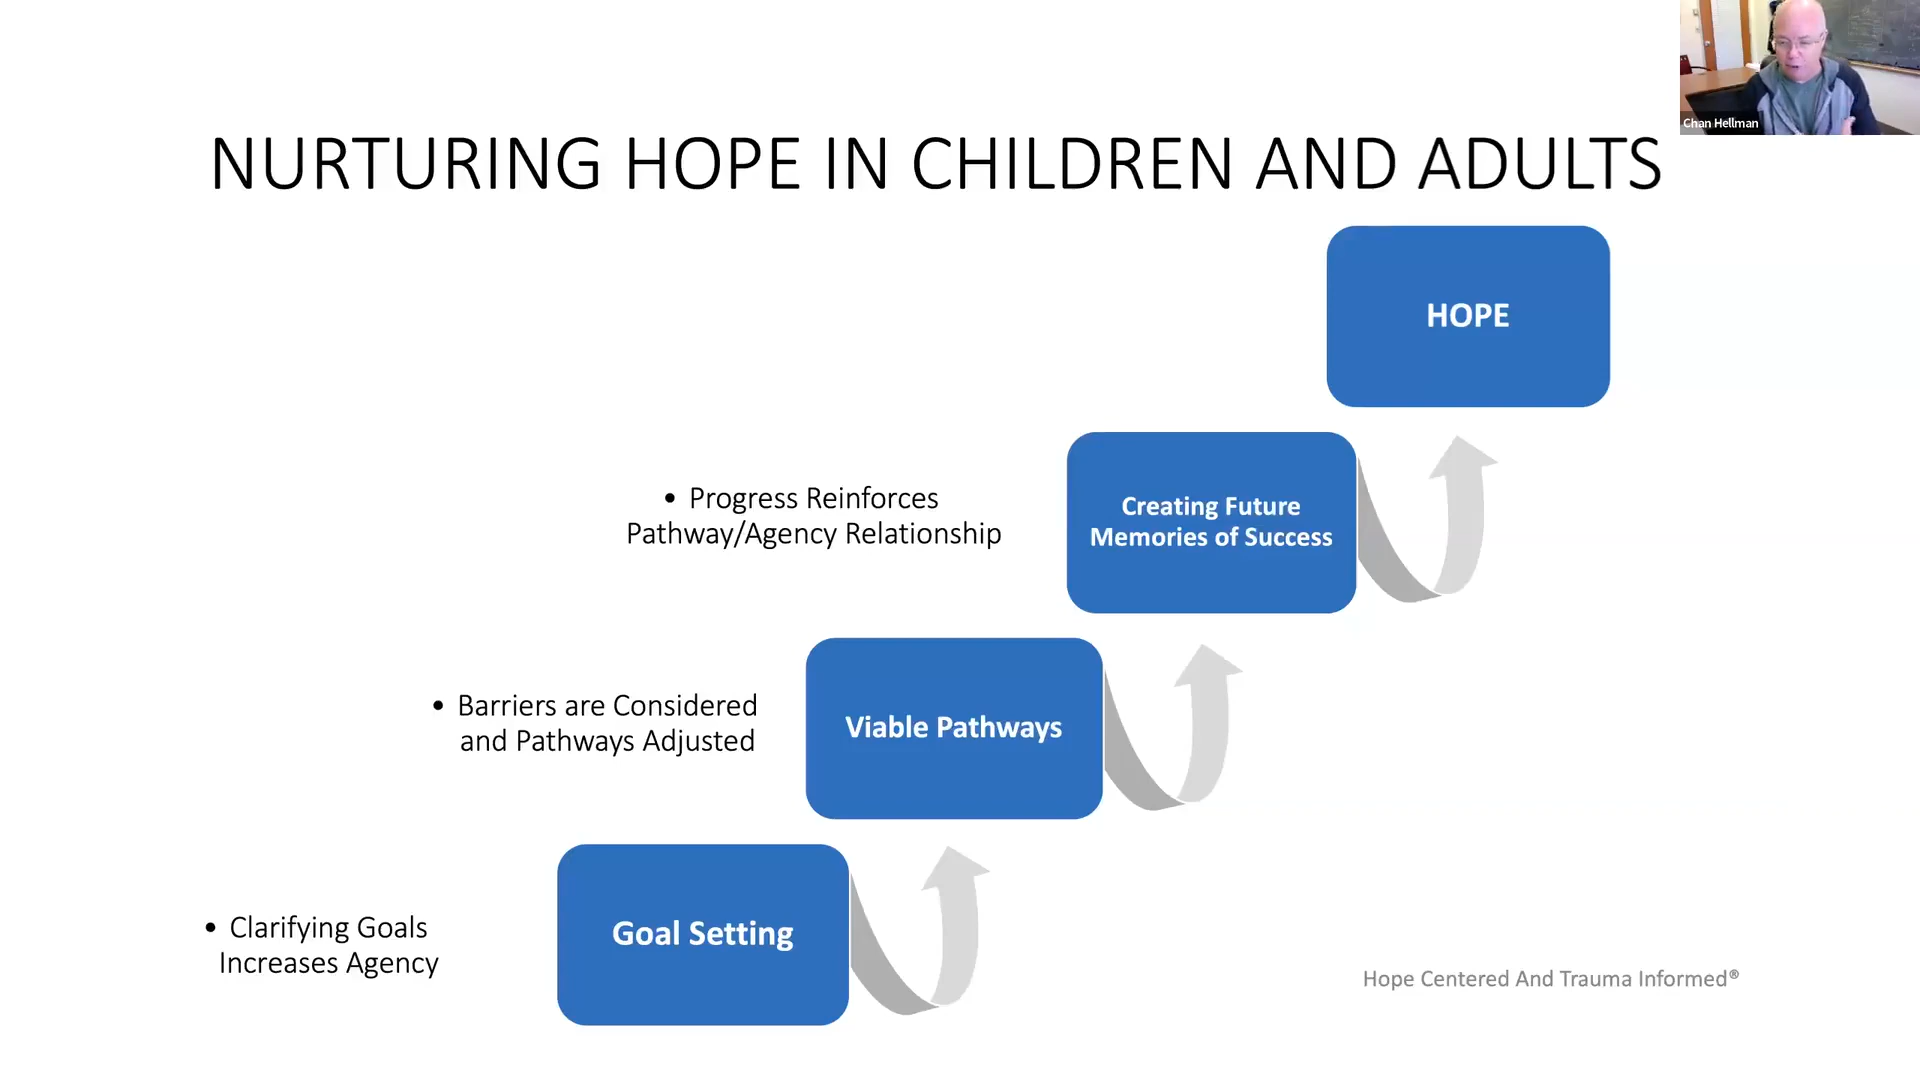 Chan Hellman
NURTURING HOPE IN CHILDREN AND ADULTS
HOPE
• Progress Reinforces
Pathway/Agency Relationship
Creating Future
Memories of Success
• Barriers are Considered
and Pathways Adjusted
Viable Pathways
• Clarifying Goals
Increases Agency
Goal Setting
Hope Centered And Trauma Informed®